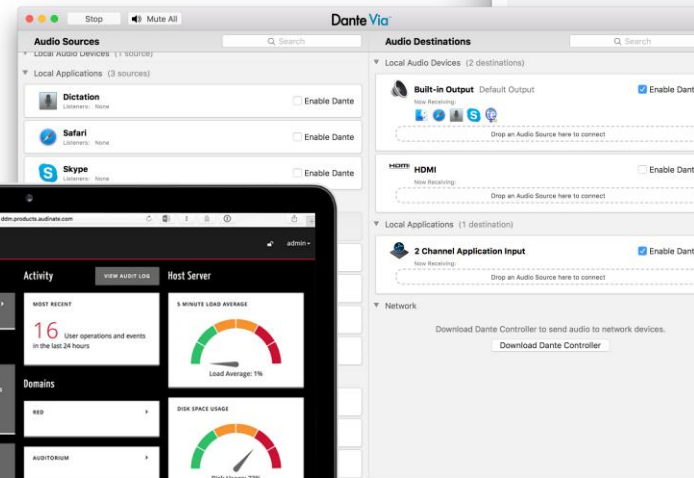 Stop
Mute All
Dante Via
Audio Sources
Search
Audio Destinations
Search
Local Audio Devices (1 source)
Local Applications (3 sources)
Dictation
Listeners: None
Enable Dante
Safari
Listeners: None
Enable Dante
Skype
Listeners: None
Enable Dante
Local Audio Devices (2 destinations)
Built-in Output Default Output
Enable Dant
Now Receiving:
Drop an Audio Source here to connect
HDMI HDMI
Enable Dant
Now Receiving:
Drop an Audio Source here to connect
Local Applications (1 destination)
2 Channel Application Input
Enable Dant
Now Receiving:
Drop an Audio Source here to connect
Network
Download Dante Controller to send audio to network devices.
Download Dante Controller
ddm.products.audinate.com
admin
Activity
VIEW AUDIT LOG
Host Server
MOST RECENT
16 User operations and events
in the last 24 hours
5 MINUTE LOAD AVERAGE
Load Average: 1%
Domains
RED
AUDITORIUM
DISK SPACE USAGE